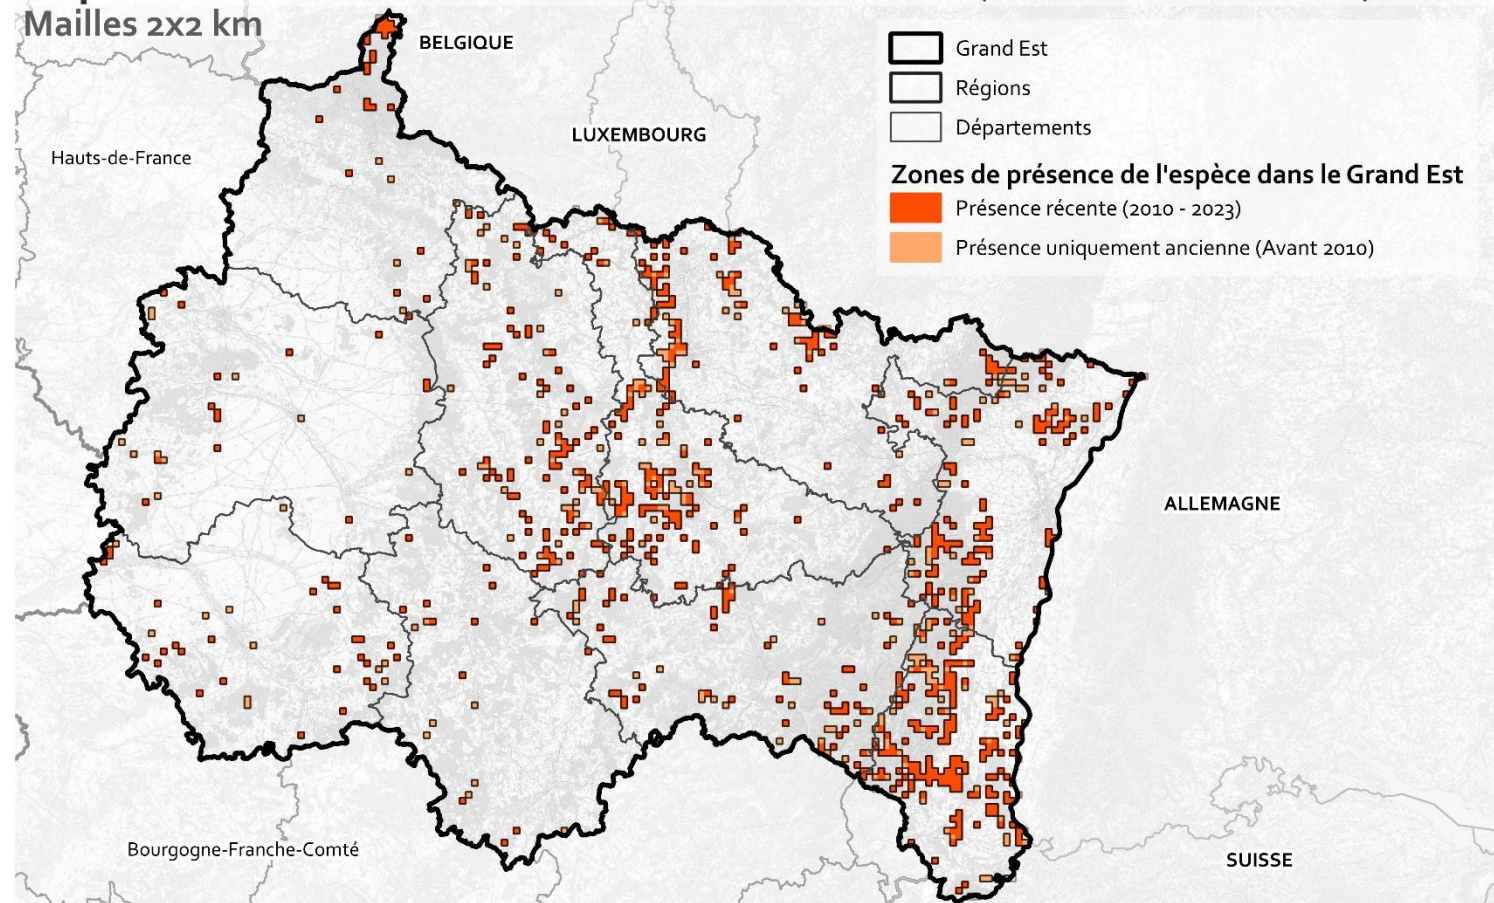 Mailles 2x2 km
BELGIQUE
Grand Est
Régions
LUXEMBOURG
Départements
Hauts-de-France
Zones de présence de l'espèce dans le Grand Est
Présence récente (2010 - 2023)
Présence uniquement ancienne (Avant 2010)
ALLEMAGNE
Bourgogne-Franche-Comté
SUISSE